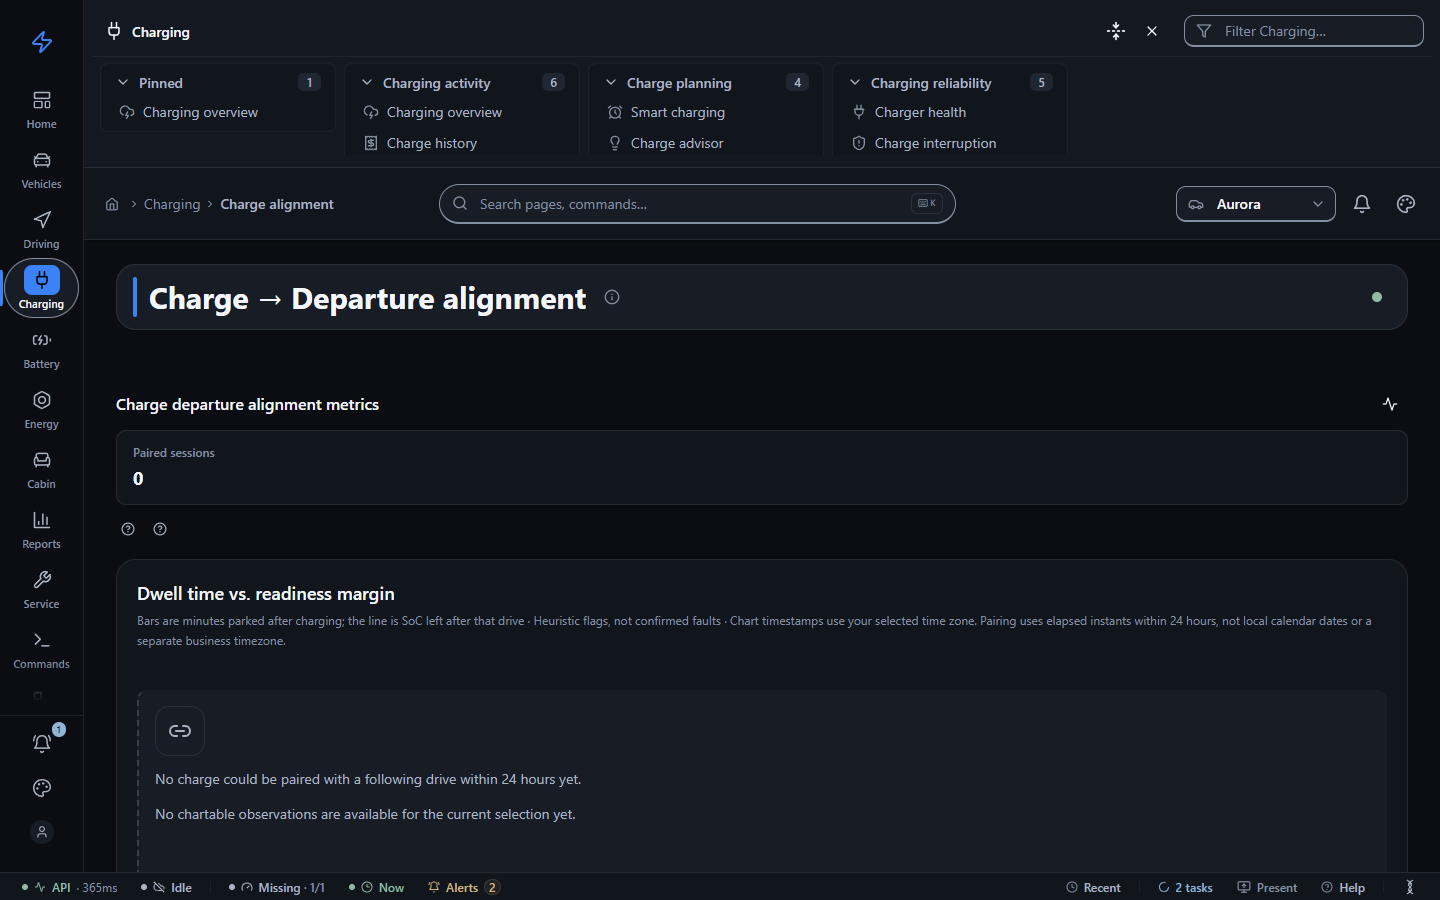 Charging
Filter Charging...
Pinned 1
Charging overview
Charging activity 6
Charging overview
Charge history
Charge planning 4
Smart charging
Charge advisor
Charging reliability 5
Charger health
Charge interruption
Home
Vehicles
Driving
Charging
Battery
Energy
Cabin
Reports
Service
Commands
1
Charging > Charge alignment
Search pages, commands...
K
Aurora
Charge → Departure alignment
Charge departure alignment metrics
Paired sessions
0
Dwell time vs. readiness margin
Bars are minutes parked after charging; the line is SoC left after that drive · Heuristic flags, not confirmed faults · Chart timestamps use your selected time zone. Pairing uses elapsed instants within 24 hours, not local calendar dates or a
separate business timezone.
No charge could be paired with a following drive within 24 hours yet.
No chartable observations are available for the current selection yet.
API · 365ms
Idle
Missing · 1/1
Now
Alerts 2
Recent
2 tasks
Present
Help